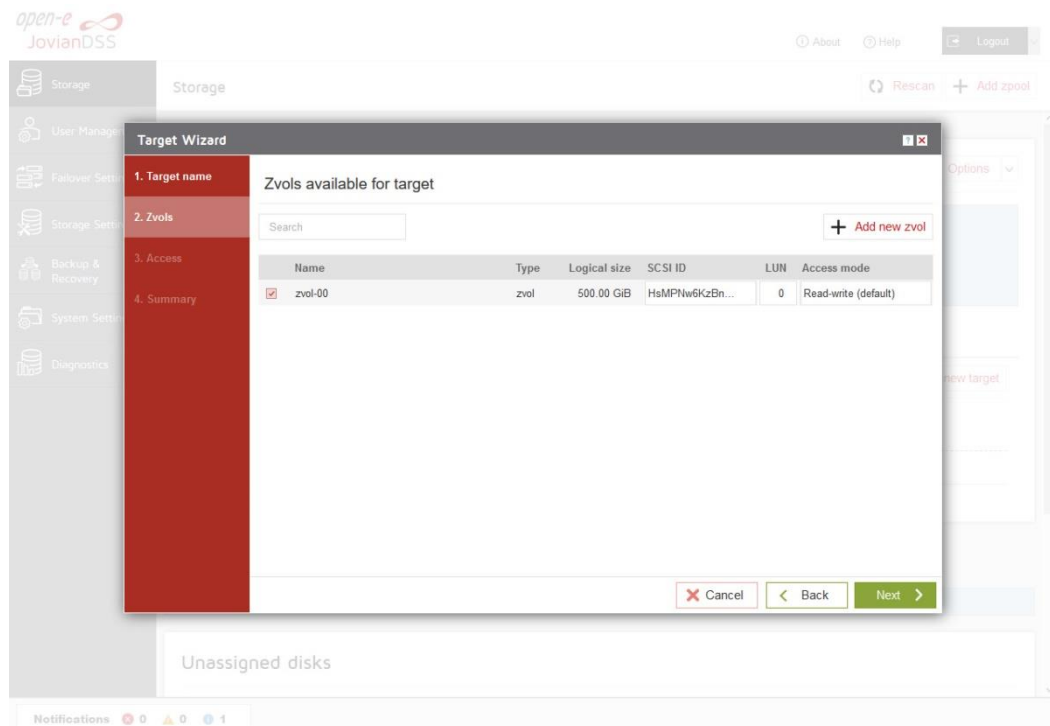 open-e
JovianDSS
About Help Logout
Storage
Storage
Rescan Add zpool
Target Wizard
User Manage
Options
1. Target name
Zvols available for target
Failover Settin
2. Zvols
Search
Add new zvol
Storage Settin
3. Access
Backup &
Recovery
Name Type Logical size SCSI ID LUN Access mode
4. Summary
zvol-00 zvol 500.00 GiB HsMPNw6KzBn... 0 Read-write (default)
System Settin
Diagnostics
new target
Cancel Back Next
Unassigned disks
Notifications 0 0 1